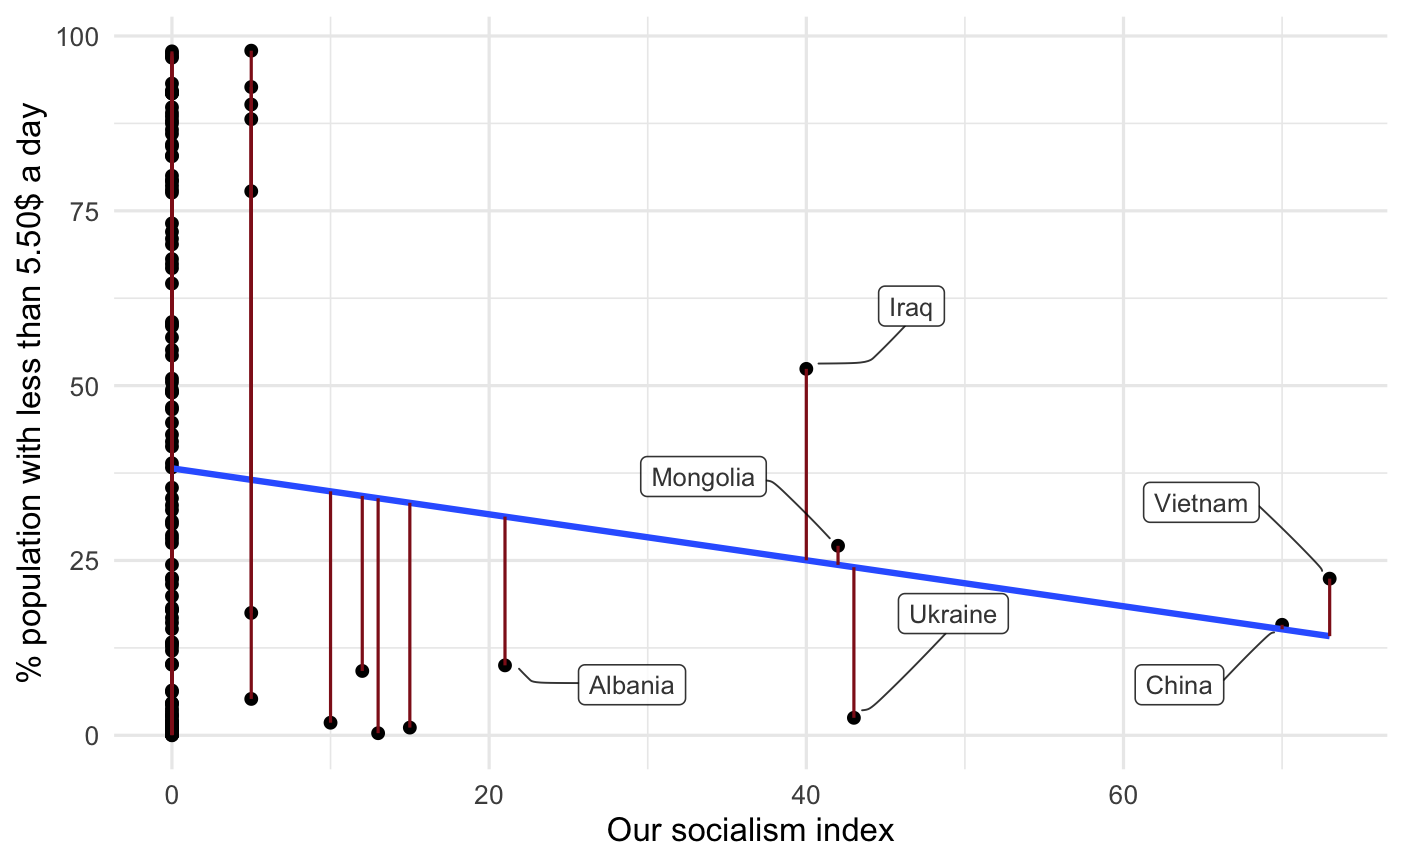 % population with less than 5.50$ a day
100
75
50
25
0
Iraq
Mongolia
Vietnam
Ukraine
Albania
China
0
20
40
60
Our socialism index